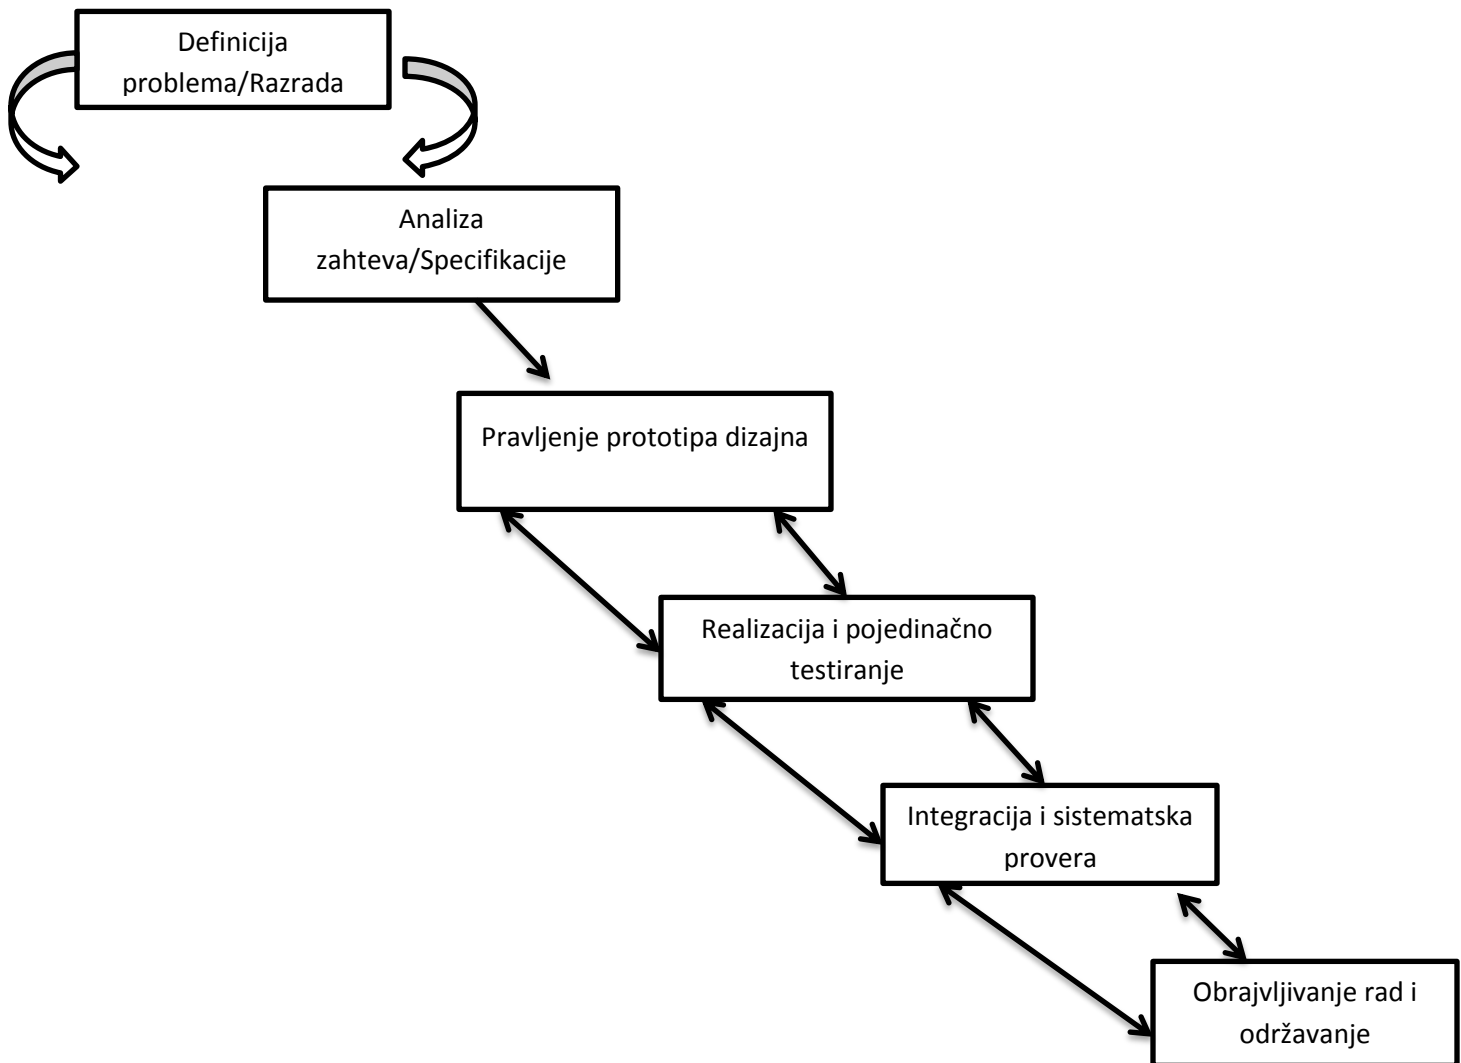 Definicija
problema/Razrada
Analiza
zahteva/Specifikacije
Pravljenje prototipa dizajna
Realizacija i pojedinačno
testiranje
Integracija i sistematska
provera
Obrajvljivanje rad i
održavanje